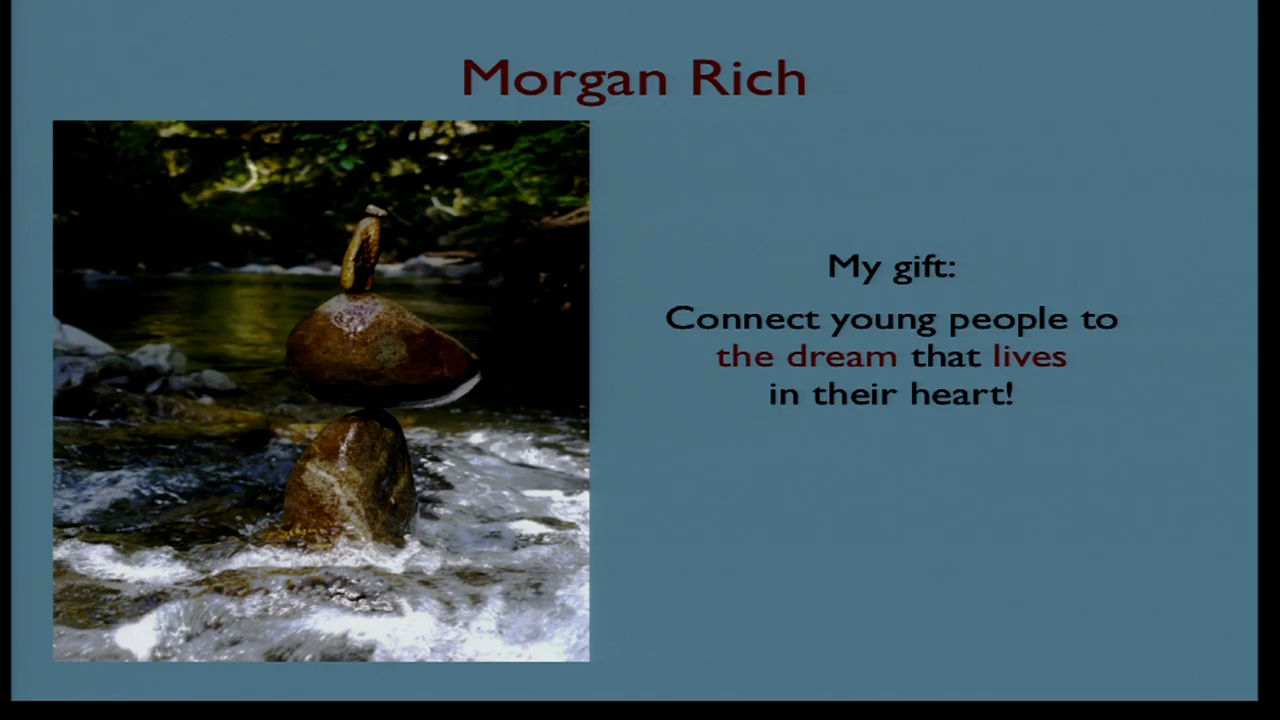 Morgan Rich
My gift:
Connect young people to
the dream that lives
in their heart!